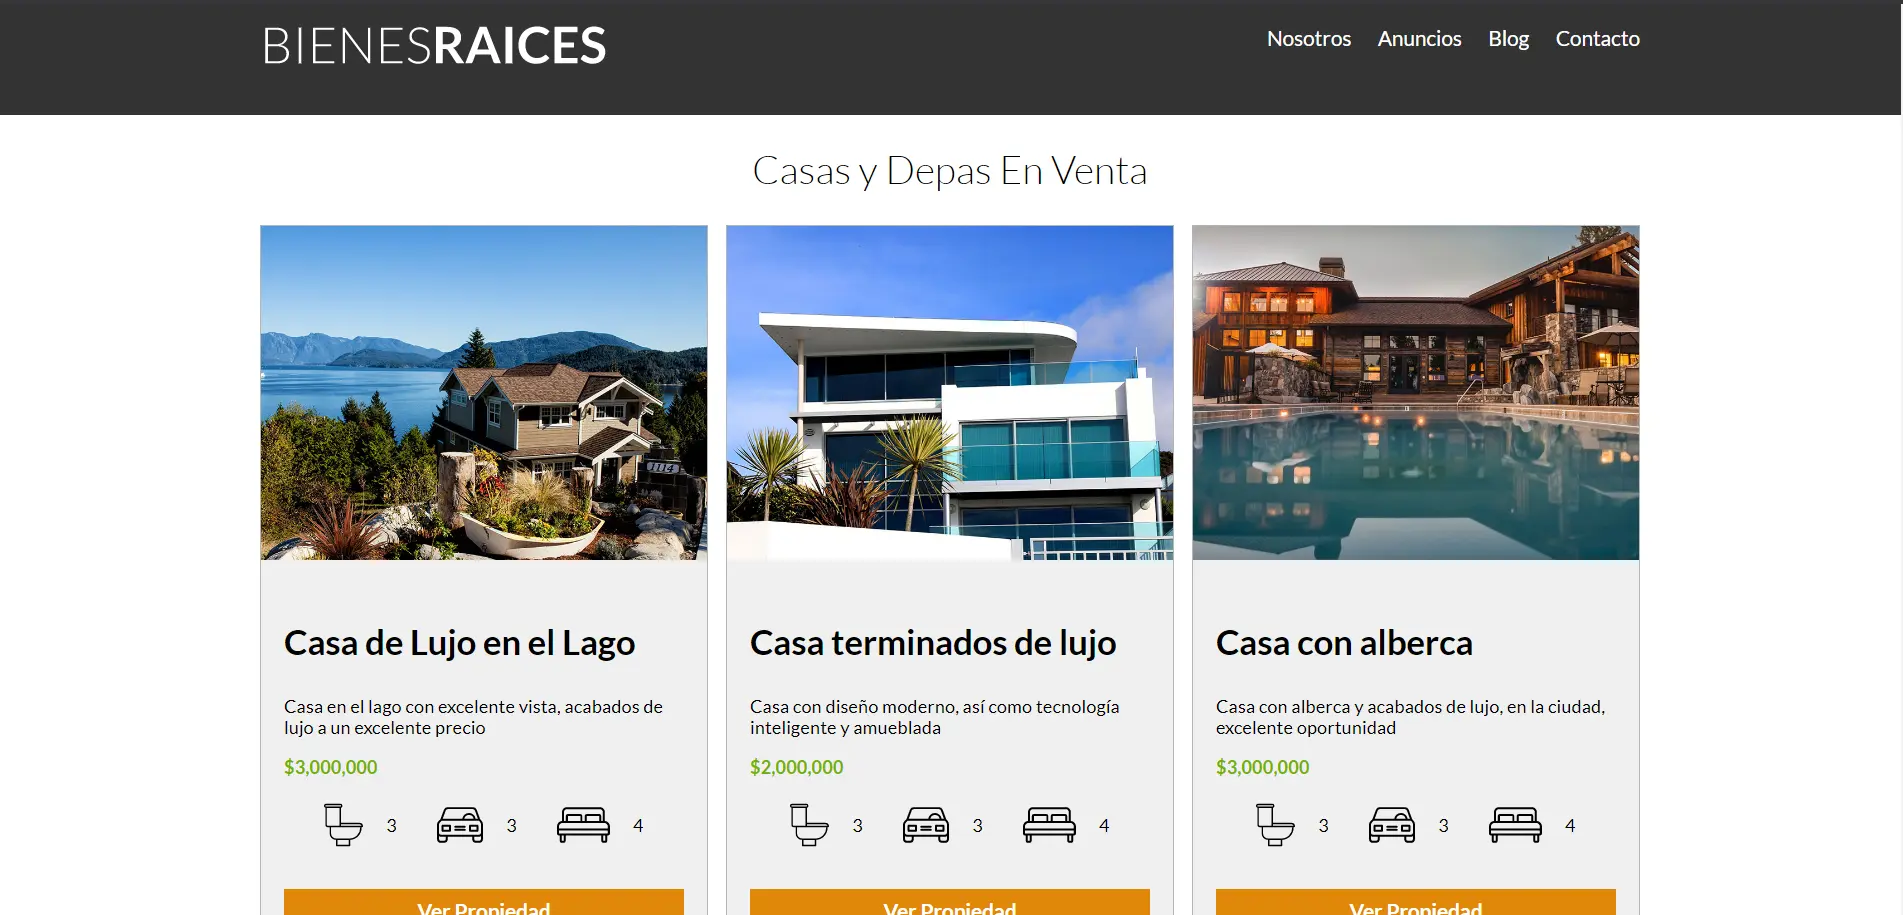 BIENESRAICES
Nosotros Anuncios Blog Contacto
Casas y Depas En Venta
1114
Casa de Lujo en el Lago
Casa en el lago con excelente vista, acabados de
lujo a un excelente precio
$3,000,000
3 3 4
Ver Propiedad
Casa terminados de lujo
Casa con diseño moderno, así como tecnología
inteligente y amueblada
$2,000,000
3 3 4
Ver Propiedad
Casa con alberca
Casa con alberca y acabados de lujo, en la ciudad,
excelente oportunidad
$3,000,000
3 3 4
Ver Propiedad